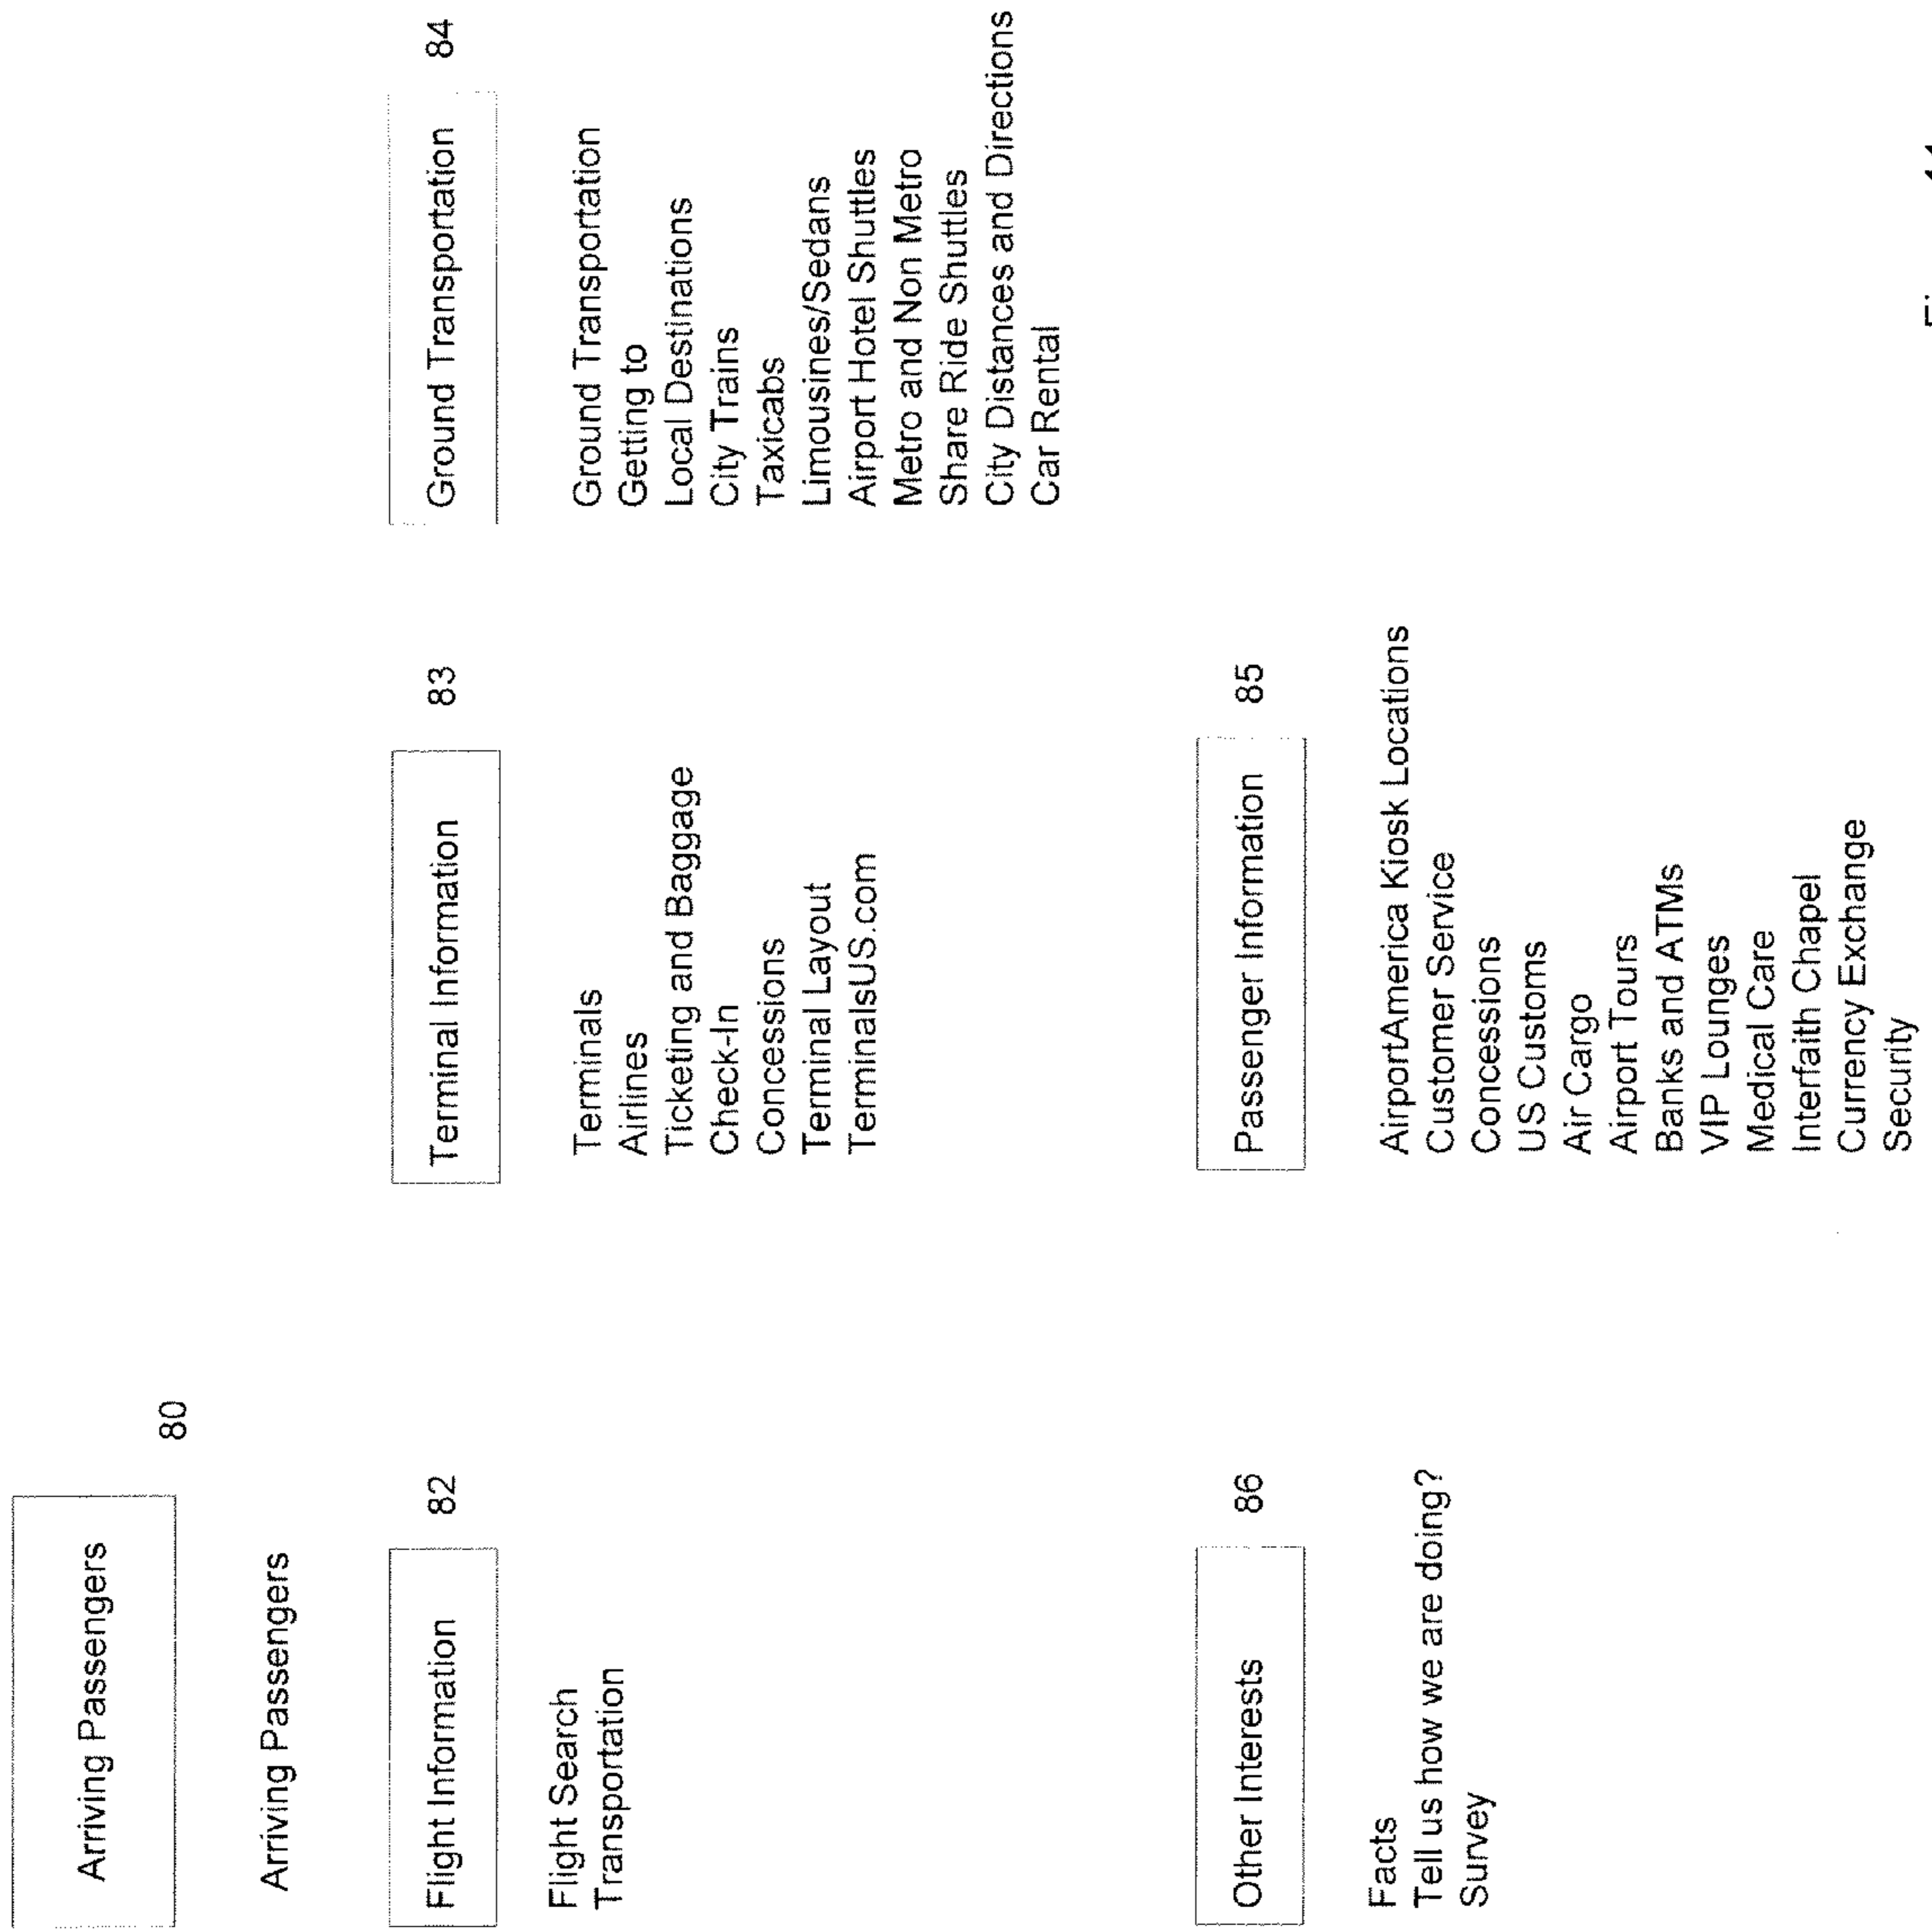 Arriving Passengers
80
Arriving Passengers
Flight Information
82
Flight Search
Transportation
Terminal Information
83
Terminals
Airlines
Ticketing and Baggage
Check-In
Concessions
Terminal Layout
TerminalsUS.com
Ground Transportation
84
Ground Transportation
Getting to
Local Destinations
City Trains
Taxicabs
Limousines/Sedans
Airport Hotel Shuttles
Metro and Non Metro
Share Ride Shuttles
City Distances and Directions
Car Rental
Other Interests
86
Facts
Tell us how we are doing?
Survey
Passenger Information
85
AirportAmerica Kiosk Locations
Customer Service
Concessions
US Customs
Air Cargo
Airport Tours
Banks and ATMs
VIP Lounges
Medical Care
Interfaith Chapel
Currency Exchange
Security